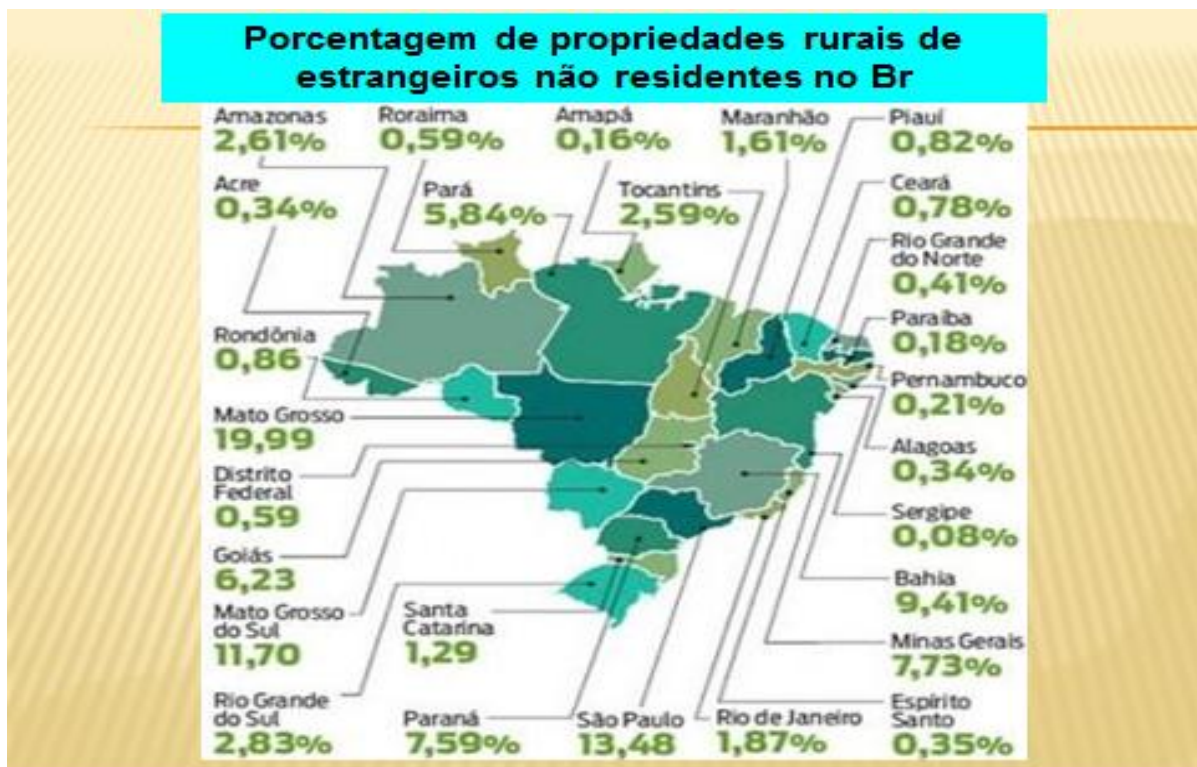 Porcentagem de propriedades rurais de
estrangeiros não residentes no Br
Amazonas
2,61%
Roraima
0,59%
Amapá
0,16%
Maranhão
1,61%
Piauí
0,82%
Acre
0,34%
Pará
5,84%
Tocantins
2,59%
Ceará
0,78%
Rio Grande
do Norte
0,41%
Rondônia
0,86
Paraíba
0,18%
Pernambuco
0,21%
Mato Grosso
19,99
Alagoas
0,34%
Distrito
Federal
0,59
Sergipe
0,08%
Goiás
6,23
Bahia
9,41%
Mato Grosso
do Sul
11,70
Santa
Catarina
1,29
Minas Gerais
7,73%
Rio Grande
do Sul
2,83%
Paraná
7,59%
São Paulo
13,48
Rio de Janeiro
1,87%
Espírito
Santo
0,35%